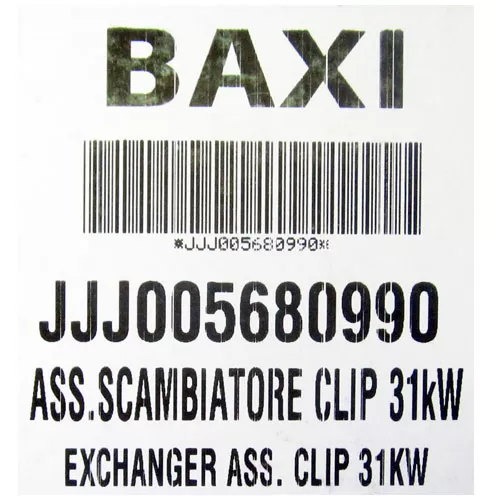 BAXI
*JJJ005680990*
JJJ005680990
ASS.SCAMBIATORE CLIP 31kW
EXCHANGER ASS. CLIP 31KW